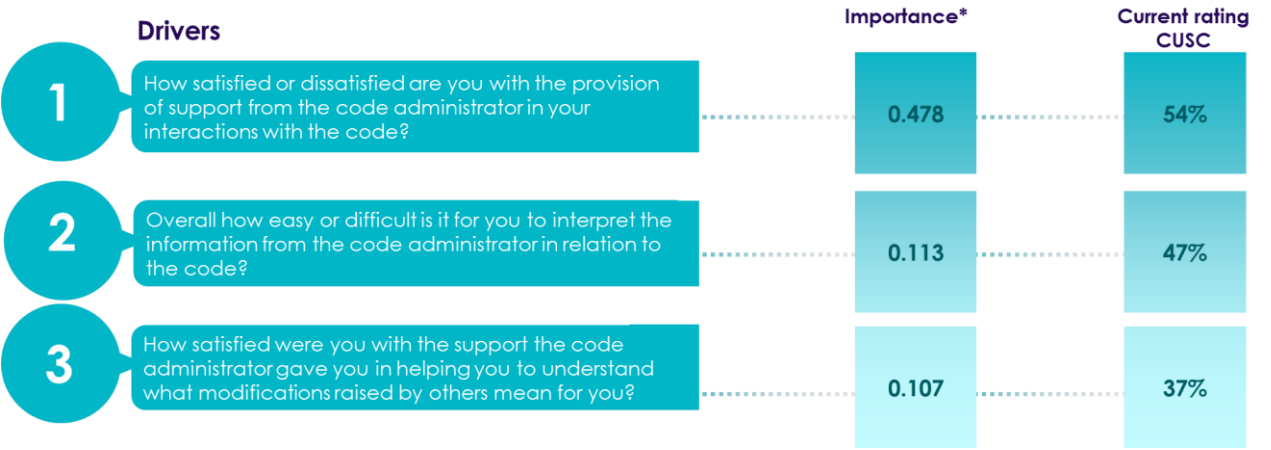 Drivers
Importance*
Current rating
CUSC
1
How satisfied or dissatisfied are you with the provision
of support from the code administrator in your
interactions with the code?
0.478
54%
2
Overall how easy or difficult is it for you to interpret the
information from the code administrator in relation to
the code?
0.113
47%
3
How satisfied were you with the support the code
administrator gave you in helping you to understand
what modifications raised by others mean for you?
0.107
37%